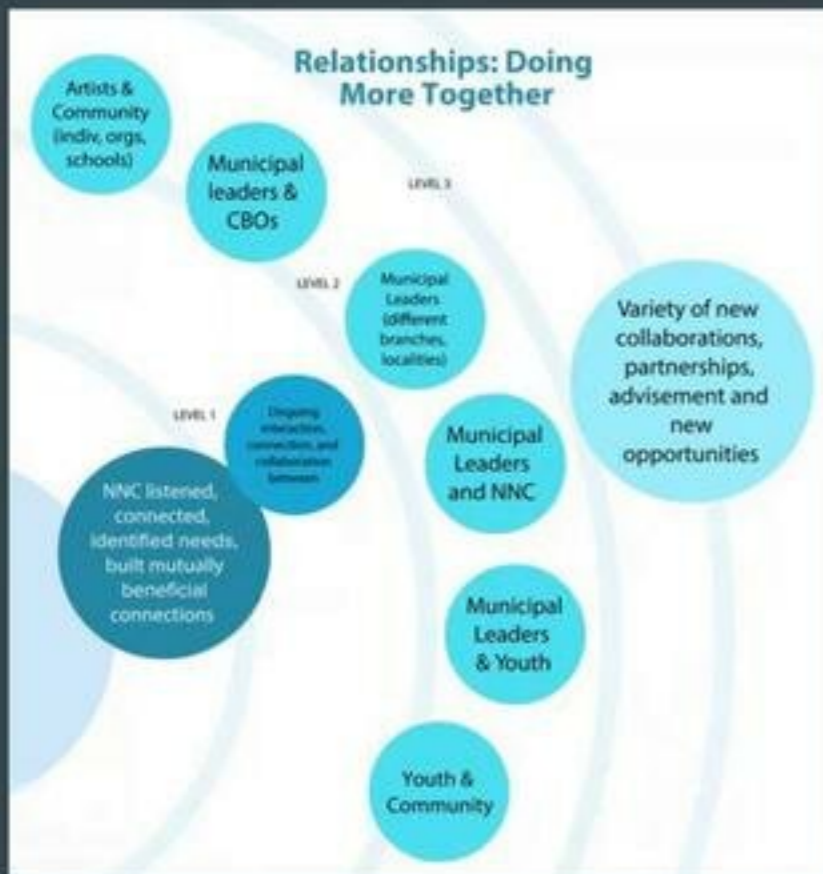 Relationships: Doing
More Together
Artists &
Community
(indiv, orgs,
schools)
Municipal
leaders &
CBOs
LEVEL 3
LEVEL 2
Municipal
Leaders
(different
branches,
localities)
Variety of new
collaborations,
partnerships,
advisement and
new
opportunities
LEVEL 1
Ongoing
interaction,
connection, and
collaboration
between
Municipal
Leaders
and NNC
NNC listened,
connected,
identified needs,
built mutually
beneficial
connections
Municipal
Leaders
& Youth
Youth &
Community